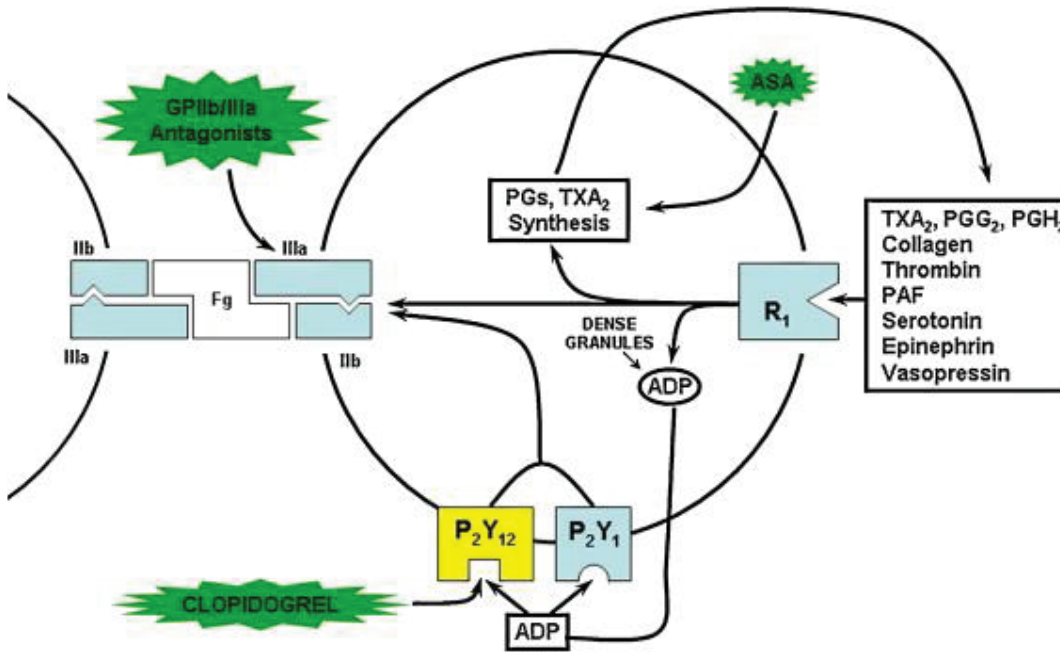 GPIIb/IIIa
Antagonists
ASA
PGs, TXA₂
Synthesis
TXA₂, PGG₂, PGH₂
Collagen
Thrombin
PAF
Serotonin
Epinephrin
Vasopressin
IIb
IIIa
Fg
R₁
IIIa
IIb
DENSE
GRANULES
ADP
P₂Y₁₂
P₂Y₁
CLOPIDOGREL
ADP